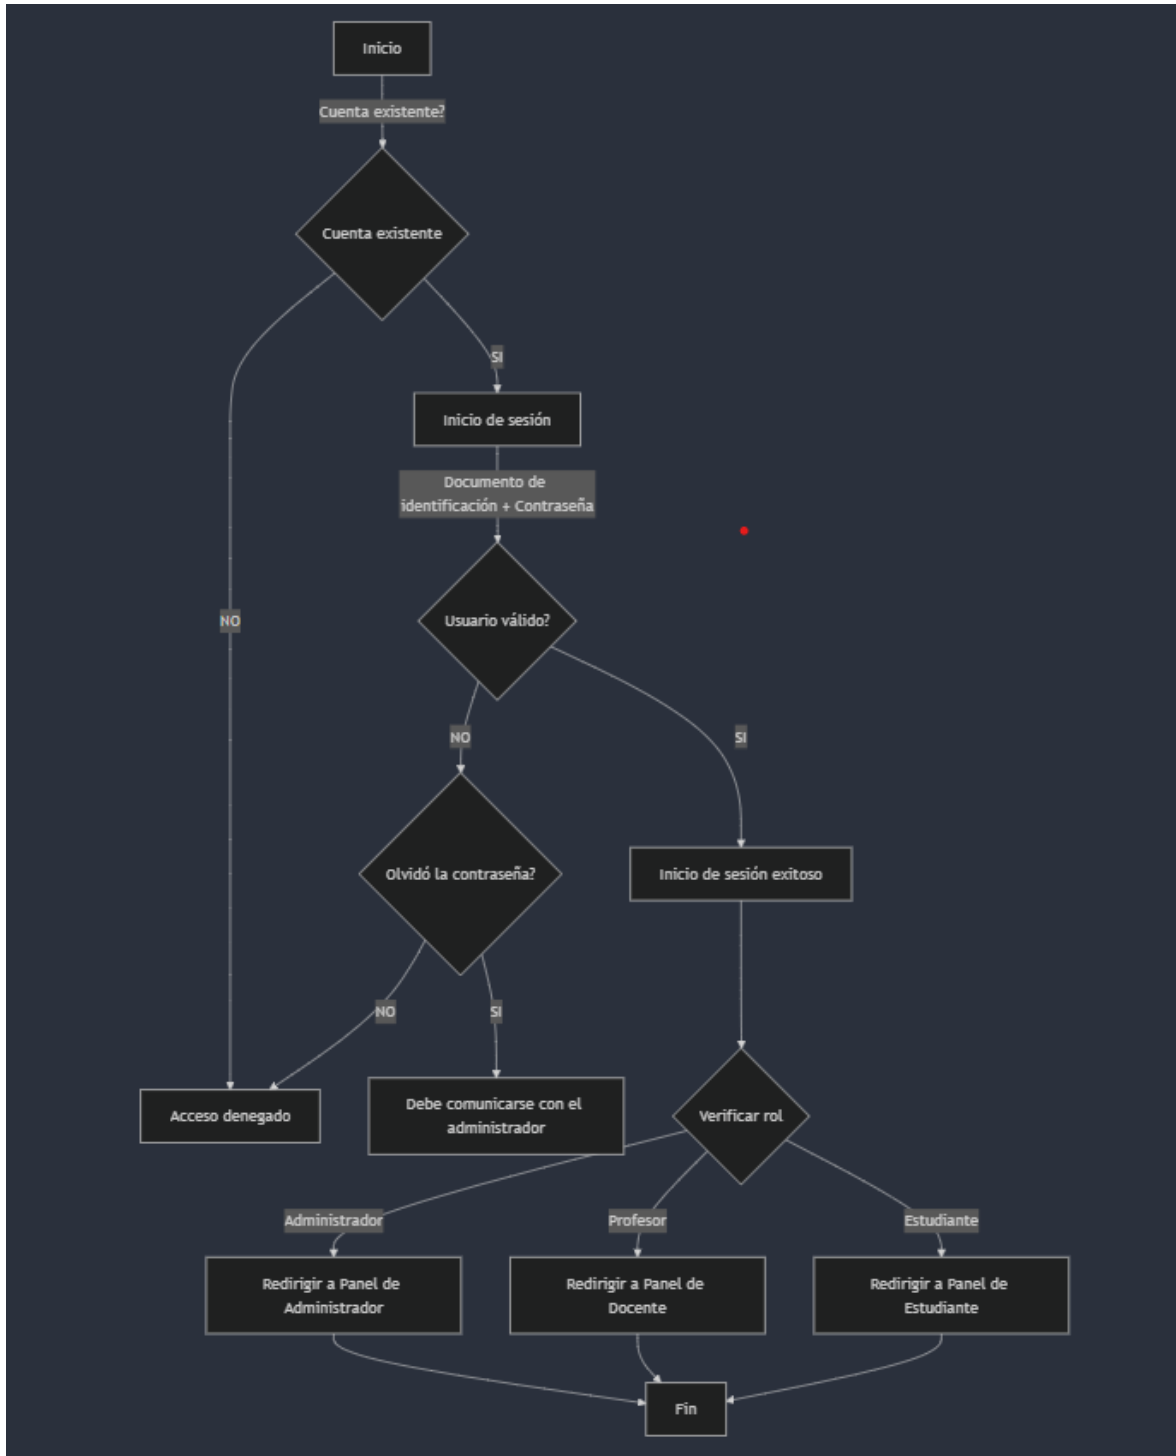 Inicio
Cuenta existente?
Cuenta existente
SI
Inicio de sesión
Documento de
identificación + Contraseña
Usuario válido?
NO
NO
SI
Olvidó la contraseña?
Inicio de sesión exitoso
NO
SI
Acceso denegado
Debe comunicarse con el
administrador
Verificar rol
Administrador
Profesor
Estudiante
Redirigir a Panel de
Administrador
Redirigir a Panel de
Docente
Redirigir a Panel de
Estudiante
Fin